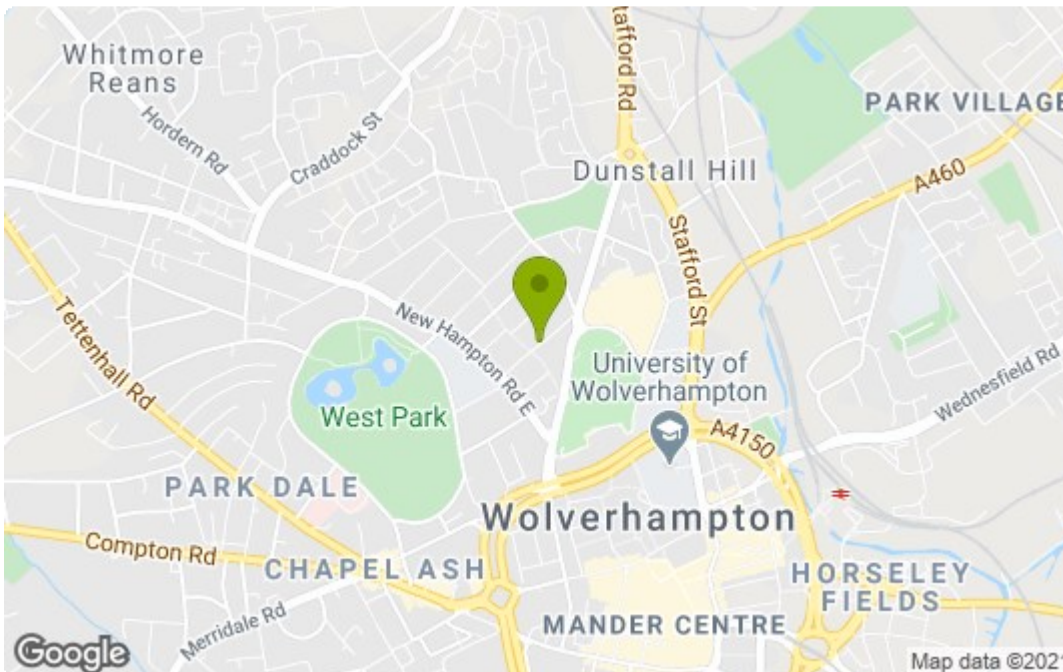 Whitmore
Reans
Hordern Rd
Craddock St
Stafford Rd
PARK VILLAGE
Dunstall Hill
A460
Stafford St
Tettenhall Rd
New Hampton Rd E
University of
Wolverhampton
Wednesfield Rd
West Park
A4150
PARK DALE
Wolverhampton
Compton Rd
CHAPEL ASH
HORSELEY
FIELDS
Merridale Rd
MANDER CENTRE
Google
Map data ©202